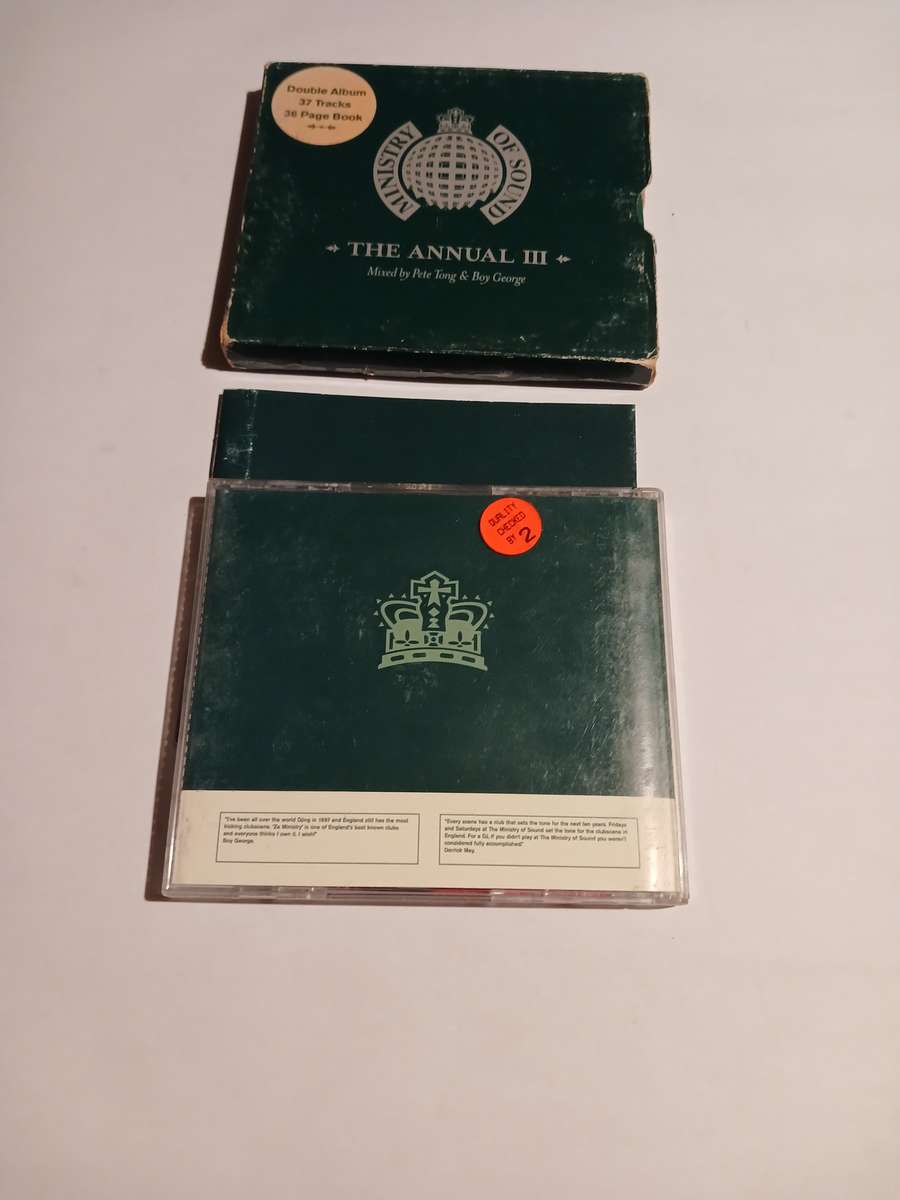 Double Album
37 Tracks
36 Page Book
MINISTRY OF SOUND
THE ANNUAL III
Mixed by Pete Tong & Boy George
QUALITY
CHECKED
BY 2
"I've been all over the world Djing in 1997 and England still has the most
kicking clubscene. 'Ze Ministry' is one of England's best known clubs
and everyone thinks I own it. I wish!"
Boy George.
"Every scene has a club that sets the tone for the next ten years. Fridays
and Saturdays at The Ministry of Sound set the tone for the clubscene in
England. For a DJ, if you didn't play at The Ministry of Sound you weren't
considered fully accomplished"
Derrick May.